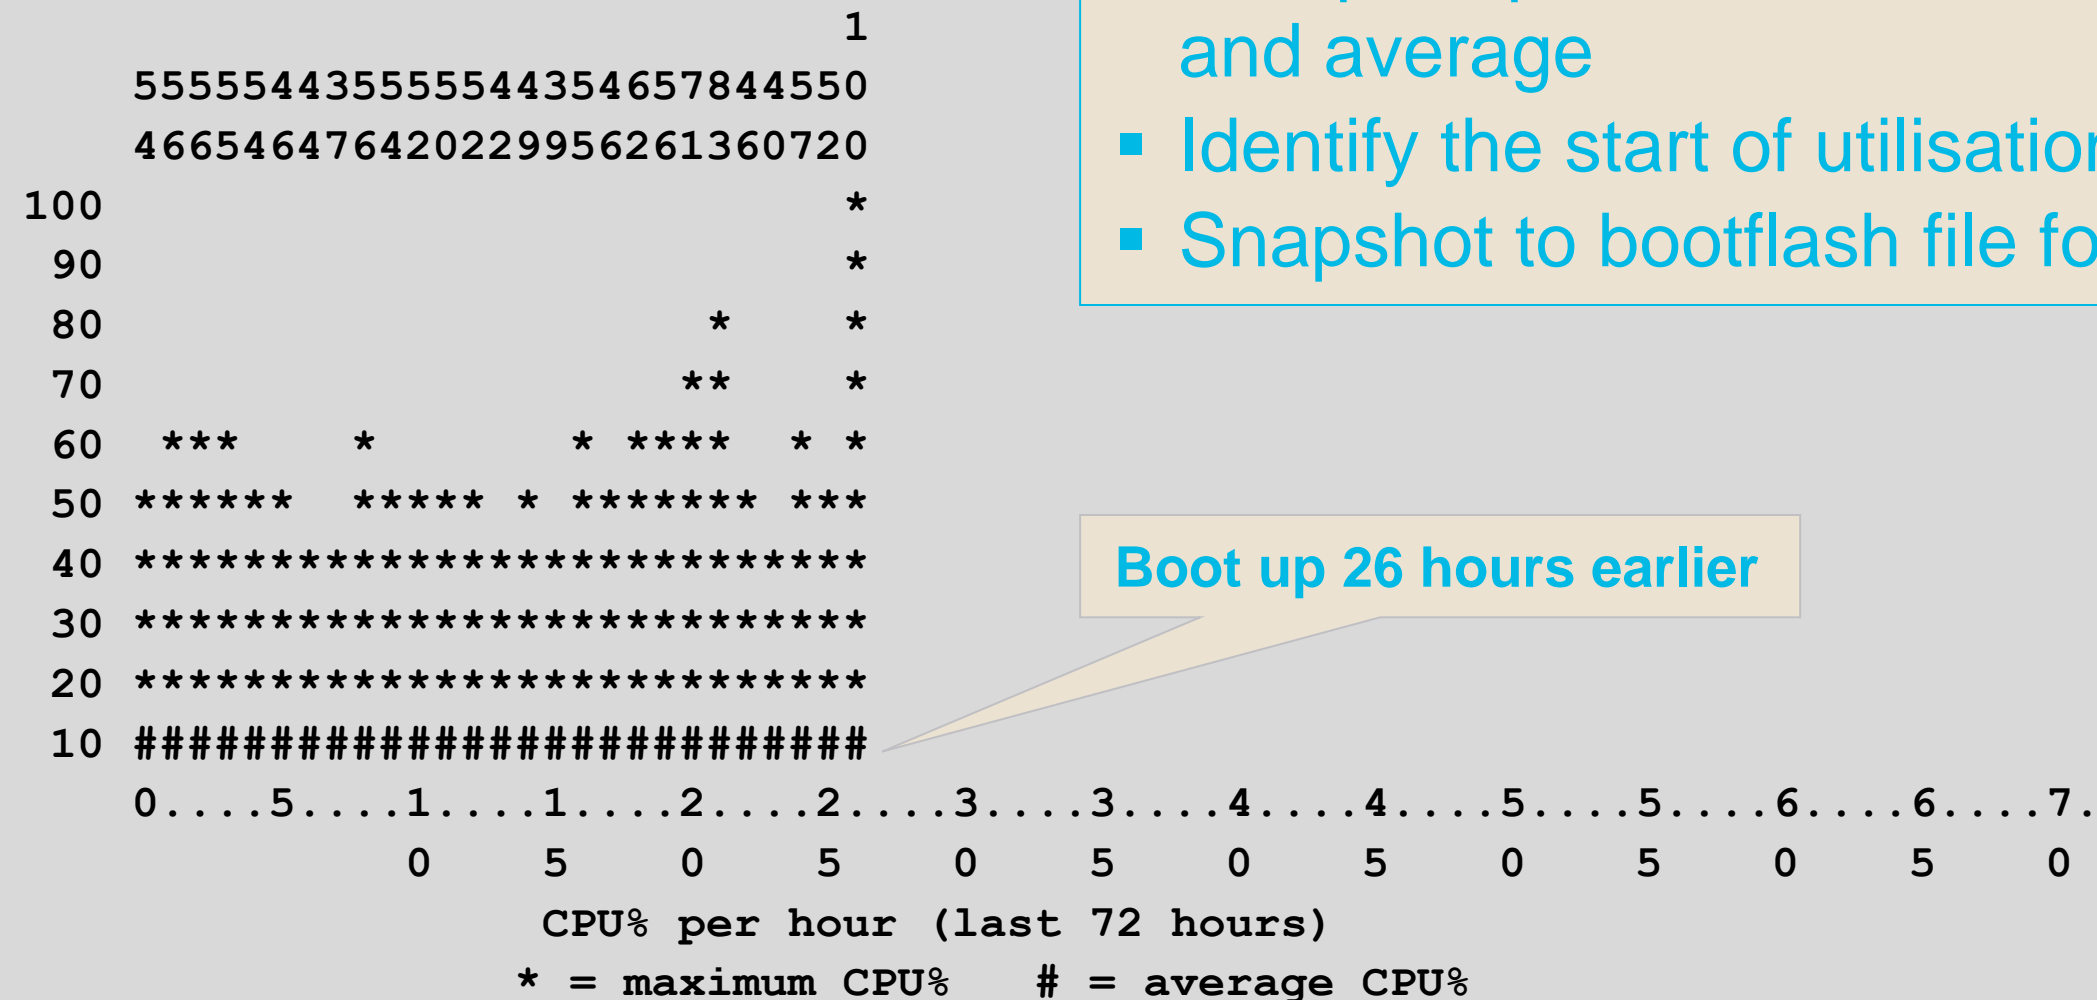 1
555554435555544354657844550
466546476420229956261360720
100                           *
90                           *
80                      *    *
70                     **    *
60  ***    *       * ****  * *
50 ******  ***** * ******* ***
40 ***************************
30 ***************************
20 ***************************
10 ###########################
0....5....1....1....2....2....3....3....4....4....5....5....6....6....7.
0    5    0    5    0    5    0    5    0    5    0    5    0
CPU% per hour (last 72 hours)
* = maximum CPU%   # = average CPU%
and average
▪ Identify the start of utilisation
▪ Snapshot to bootflash file fo
Boot up 26 hours earlier